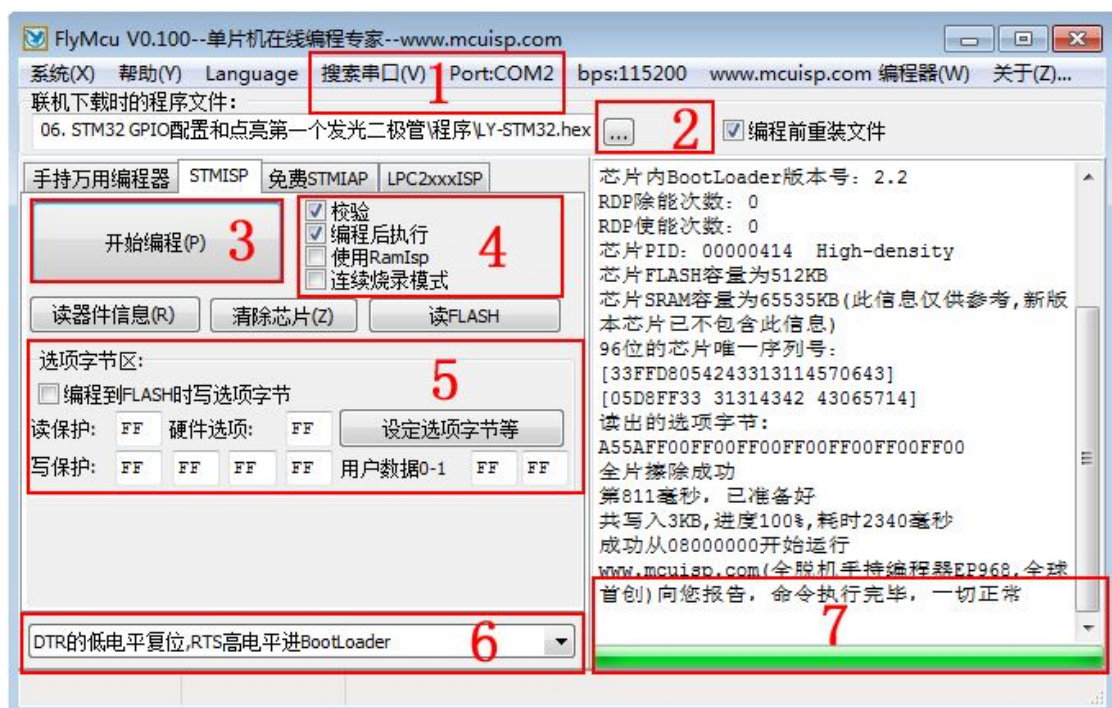 FlyMcu V0.100--单片机在线编程专家--www.mcuisp.com
系统(X) 帮助(Y) Language 搜索串口(V) Port:COM2 bps:115200 www.mcuisp.com 编程器(W) 关于(Z)...
1
联机下载时的程序文件：
06. STM32 GPIO配置和点亮第一个发光二极管\程序\LY-STM32.hex ... 2 编程前重装文件
手持万用编程器 STMISP 免费STMIAP LPC2xxxISP
开始编程(P) 3
校验
编程后执行
使用RamIsp
连续烧录模式
4
读器件信息(R) 清除芯片(Z) 读FLASH
选项字节区:
5
编程到FLASH时写选项字节
读保护: FF 硬件选项: FF 设定选项字节等
写保护: FF FF FF FF 用户数据0-1 FF FF
DTR的低电平复位,RTS高电平进BootLoader 6
芯片内BootLoader版本号：2.2
RDP除能次数：0
RDP使能次数：0
芯片PID：00000414 High-density
芯片FLASH容量为512KB
芯片SRAM容量为65535KB(此信息仅供参考,新版
本芯片已不包含此信息)
96位的芯片唯一序列号：
[33FFD8054243313114570643]
[05D8FF33 31314342 43065714]
读出的选项字节：
A55AFF00FF00FF00FF00FF00FF00FF00
全片擦除成功
第811毫秒，已准备好
共写入3KB,进度100%,耗时2340毫秒
成功从08000000开始运行
www.mcuisp.com(全脱机手持编程器EP968,全球
首创)向您报告，命令执行完毕，一切正常
7